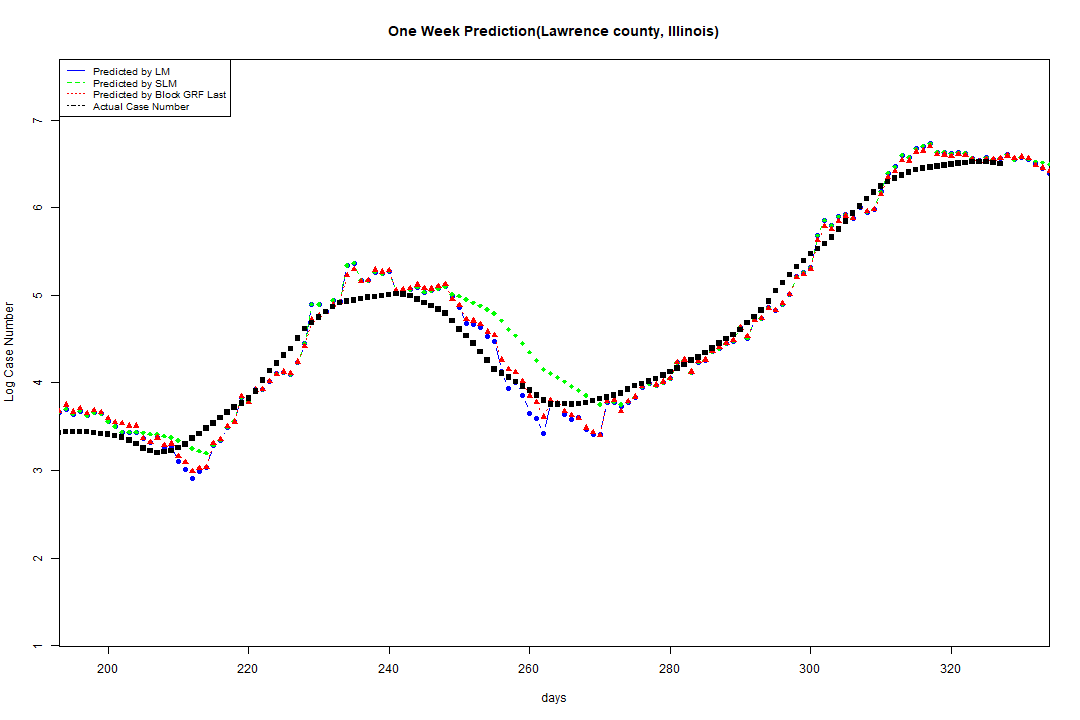 One Week Prediction(Lawrence county, Illinois)
Predicted by LM
Predicted by SLM
Predicted by Block GRF Last
Actual Case Number
Log Case Number
7
6
5
4
3
2
1
200 220 240 260 280 300 320
days